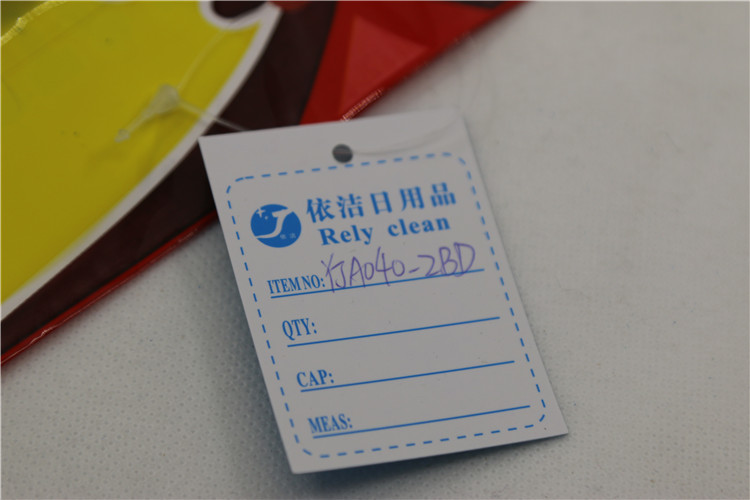 依洁日用品
Rely clean
ITEM NO: YJA040-2BD
QTY:
CAP:
MEAS: